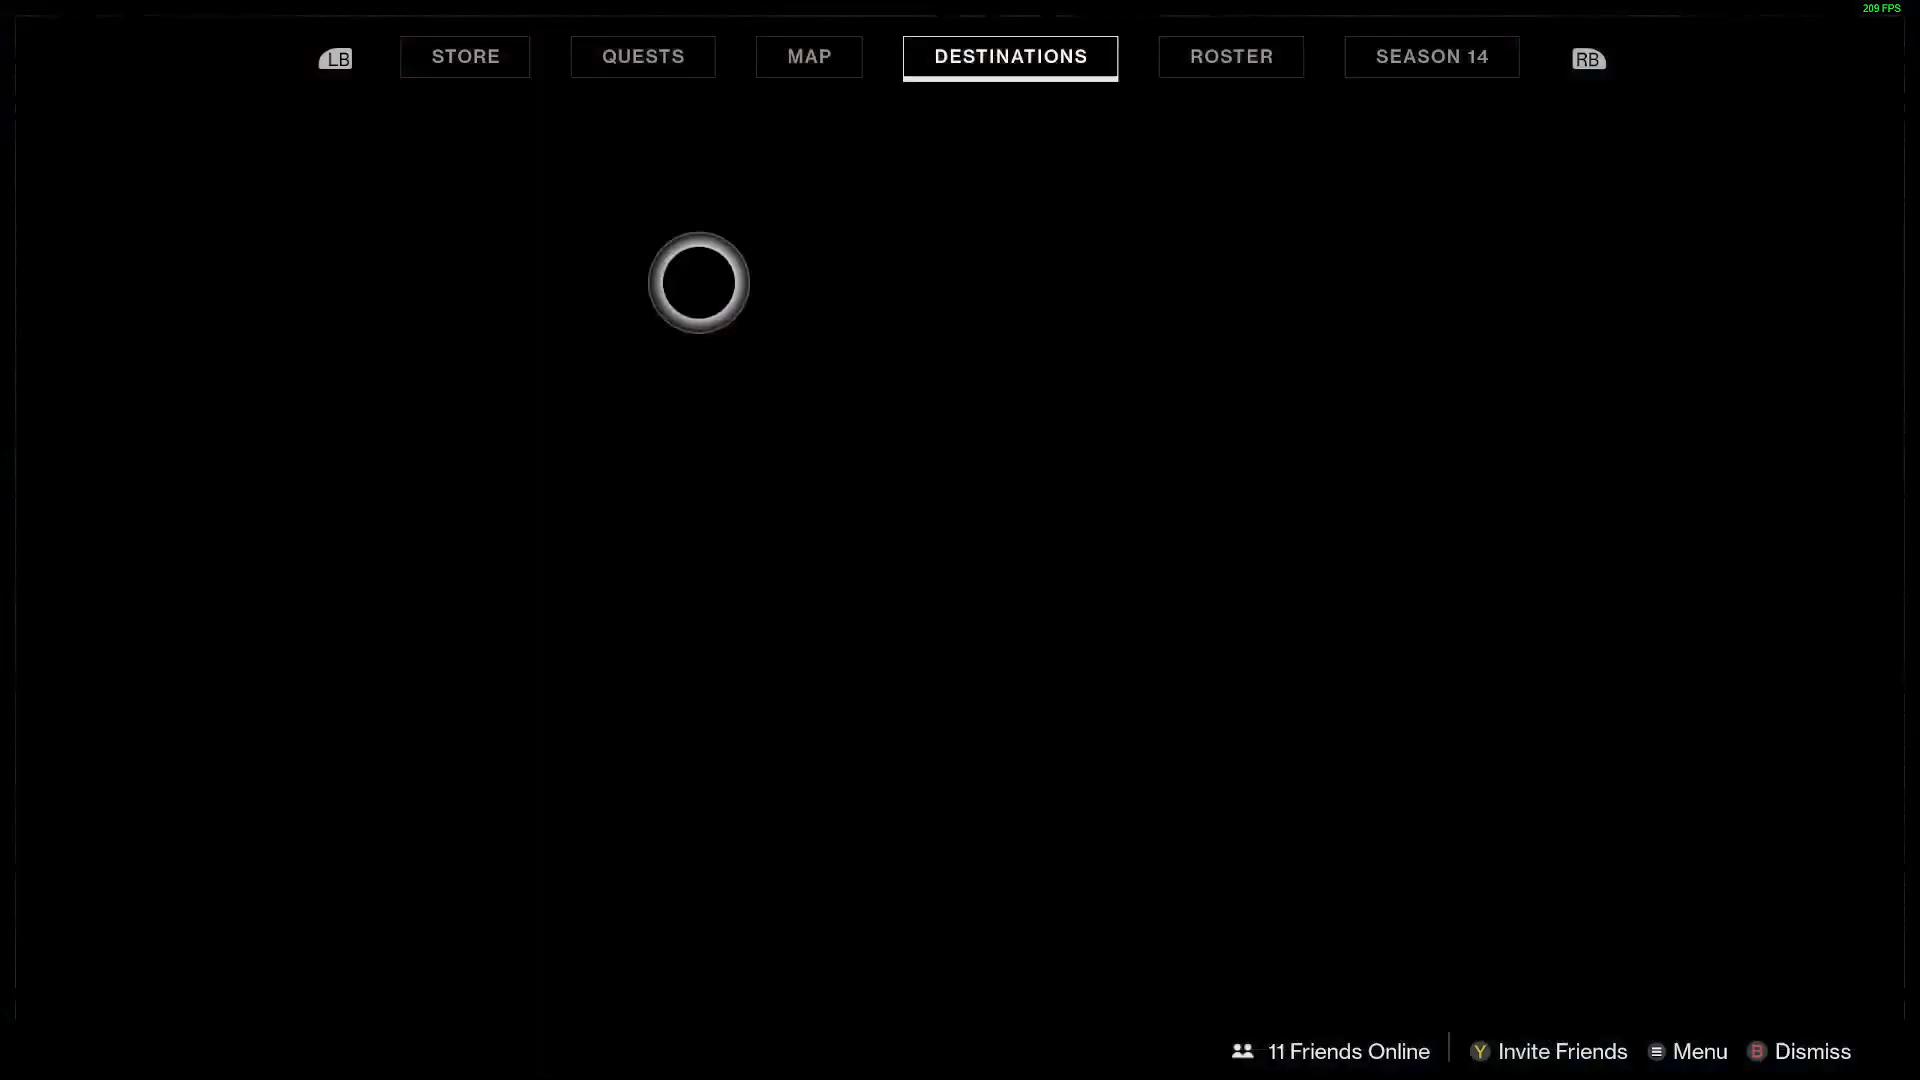 209 FPS
LB STORE QUESTS MAP DESTINATIONS ROSTER SEASON 14 RB
11 Friends Online Y Invite Friends Menu B Dismiss